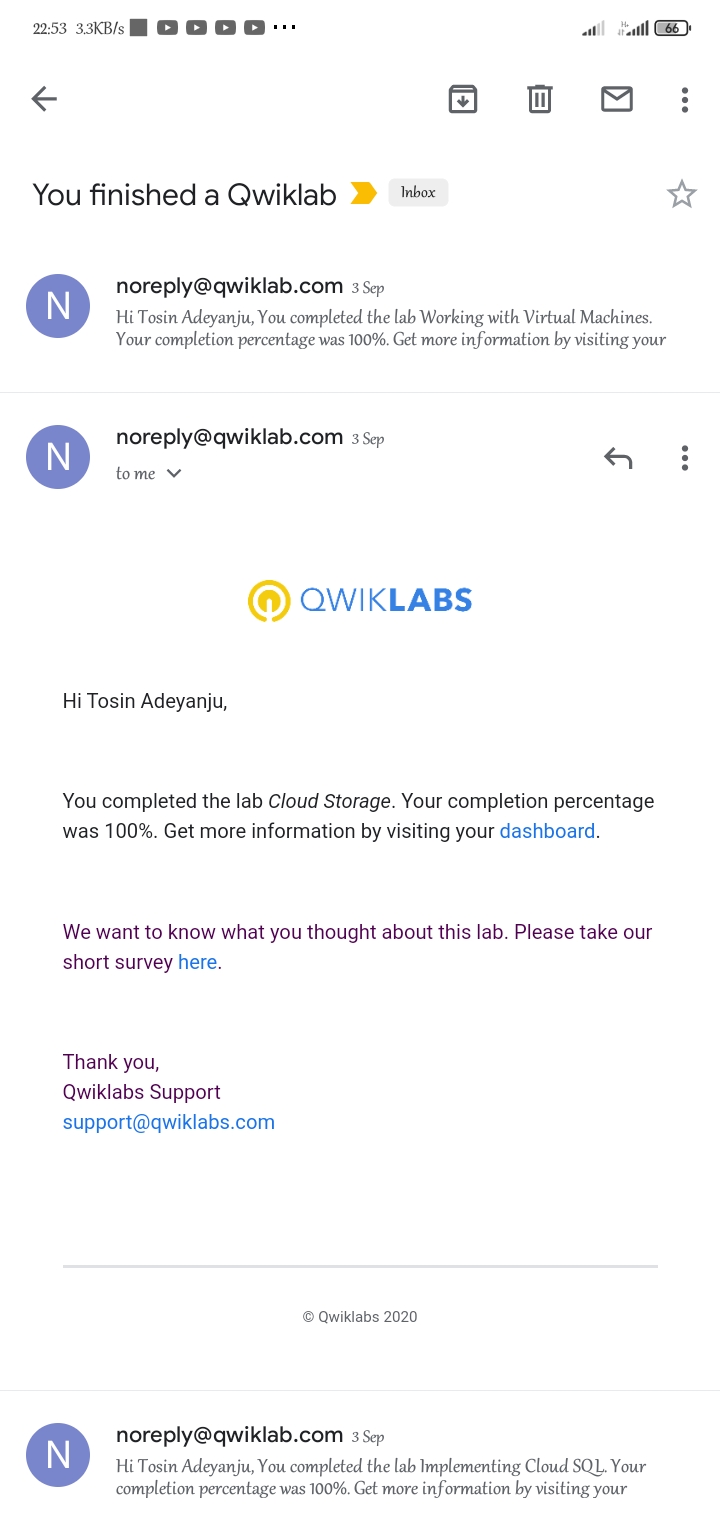 22:53 3.3KB/s
H+
66
You finished a Qwiklab Inbox
N
noreply@qwiklab.com 3 Sep
Hi Tosin Adeyanju, You completed the lab Working with Virtual Machines.
Your completion percentage was 100%. Get more information by visiting your
N
noreply@qwiklab.com 3 Sep
to me
QWIKLABS
Hi Tosin Adeyanju,
You completed the lab Cloud Storage. Your completion percentage
was 100%. Get more information by visiting your dashboard.
We want to know what you thought about this lab. Please take our
short survey here.
Thank you,
Qwiklabs Support
support@qwiklabs.com
© Qwiklabs 2020
N
noreply@qwiklab.com 3 Sep
Hi Tosin Adeyanju, You completed the lab Implementing Cloud SQL. Your
completion percentage was 100%. Get more information by visiting your